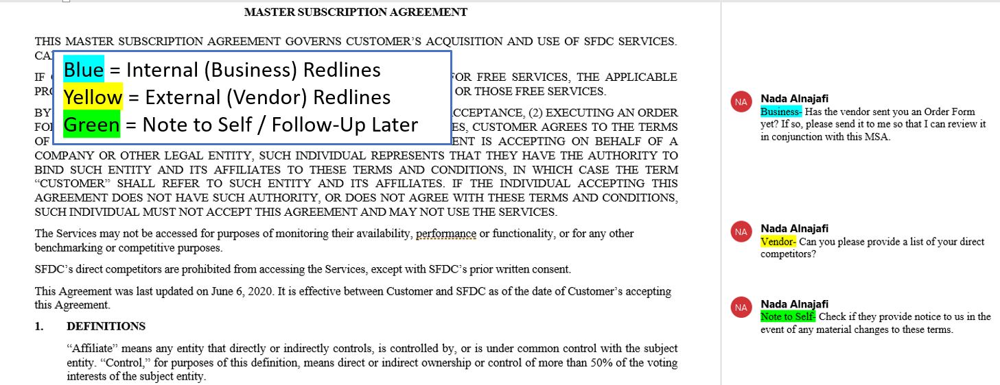 MASTER SUBSCRIPTION AGREEMENT
THIS MASTER SUBSCRIPTION AGREEMENT GOVERNS CUSTOMER’S ACQUISITION AND USE OF SFDC SERVICES.
IF
FOR FREE SERVICES, THE APPLICABLE
OR THOSE FREE SERVICES.
BY
AN ORDER
CUSTOMER AGREES TO THE TERMS
OF
IS ACCEPTING ON BEHALF OF A
COMPANY OR OTHER LEGAL ENTITY, SUCH INDIVIDUAL REPRESENTS THAT THEY HAVE THE AUTHORITY TO
BIND SUCH ENTITY AND ITS AFFILIATES TO THESE TERMS AND CONDITIONS, IN WHICH CASE THE TERM
“CUSTOMER” SHALL REFER TO SUCH ENTITY AND ITS AFFILIATES. IF THE INDIVIDUAL ACCEPTING THIS
AGREEMENT DOES NOT HAVE SUCH AUTHORITY, OR DOES NOT AGREE WITH THESE TERMS AND CONDITIONS,
SUCH INDIVIDUAL MUST NOT ACCEPT THIS AGREEMENT AND MAY NOT USE THE SERVICES.
Blue = Internal (Business) Redlines
Yellow = External (Vendor) Redlines
Green = Note to Self / Follow-Up Later
The Services may not be accessed for purposes of monitoring their availability, performance or functionality, or for any other
benchmarking or competitive purposes.
SFDC’s direct competitors are prohibited from accessing the Services, except with SFDC’s prior written consent.
This Agreement was last updated on June 6, 2020. It is effective between Customer and SFDC as of the date of Customer’s accepting
this Agreement.
1. DEFINITIONS
“Affiliate” means any entity that directly or indirectly controls, is controlled by, or is under common control with the subject
entity. “Control,” for purposes of this definition, means direct or indirect ownership or control of more than 50% of the voting
interests of the subject entity.
NA
Nada Alnajafi
Business- Has the vendor sent you an Order Form
yet? If so, please send it to me so that I can review it
in conjunction with this MSA.
NA
Nada Alnajafi
Vendor- Can you please provide a list of your direct
competitors?
NA
Nada Alnajafi
Note to Self- Check if they provide notice to us in the
event of any material changes to these terms.